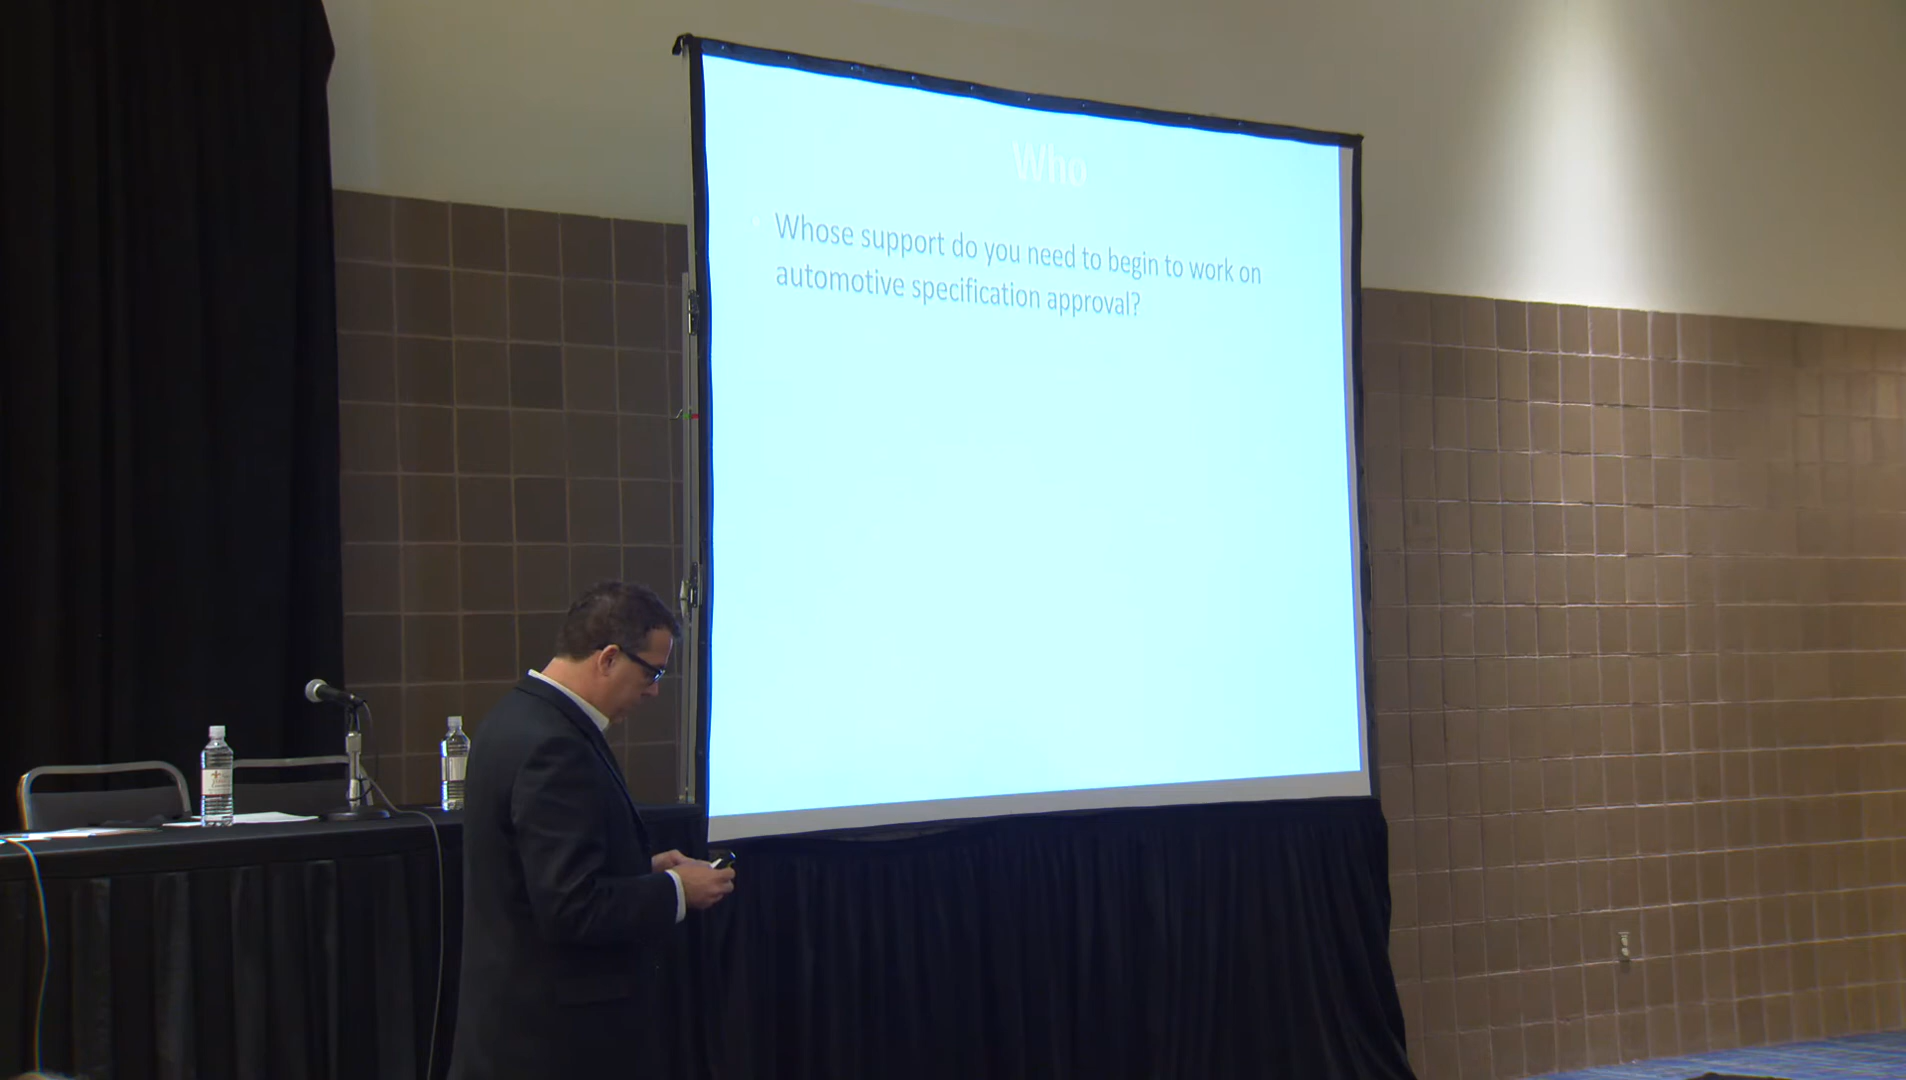 Who
Whose support do you need to begin to work on
automotive specification approval?